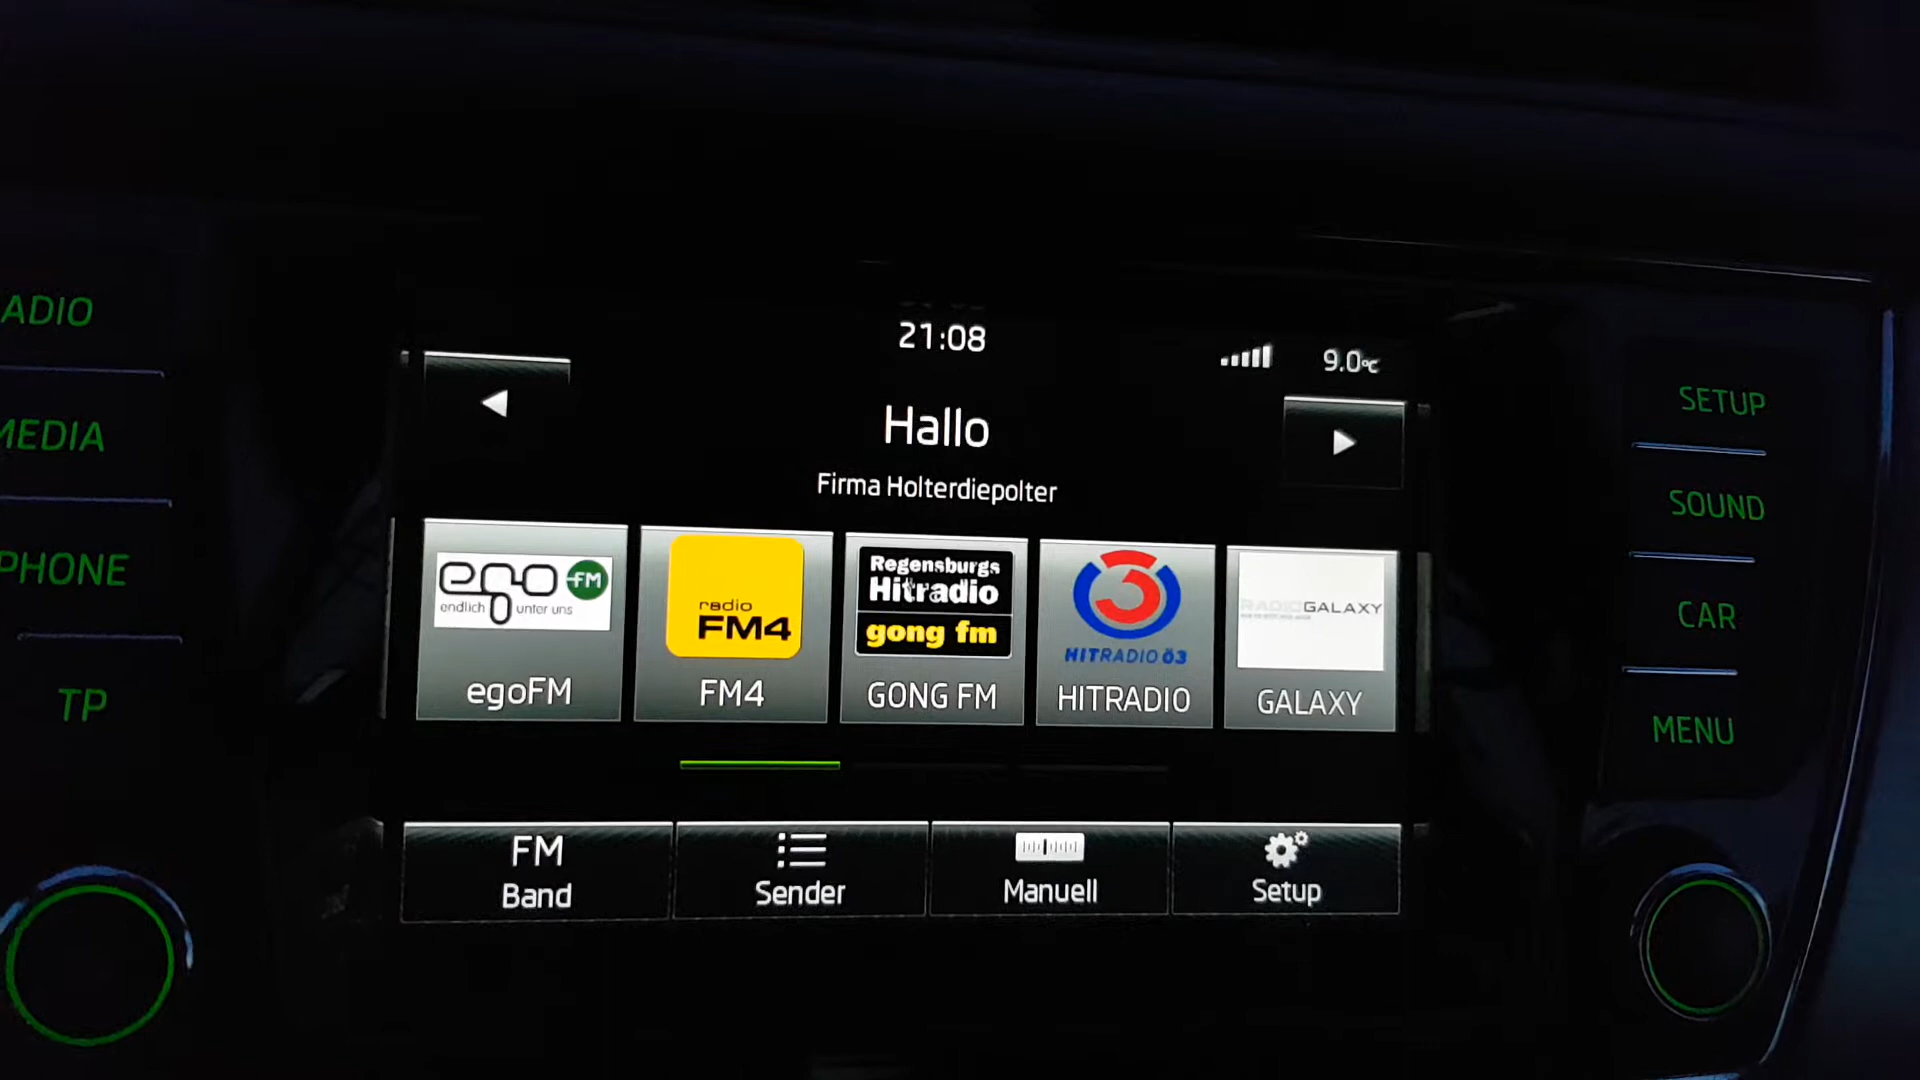 ADIO
MEDIA
PHONE
TP
21:08
9.0°C
Hallo
Firma Holterdiepolter
ego FM
endlich unter uns
egoFM
radio
FM4
FM4
Regensburgs
Hitradio
gong fm
GONG FM
3
HITRADIO Ö3
HITRADIO
RADIO GALAXY
GALAXY
FM
Band
Sender
Manuell
Setup
SETUP
SOUND
CAR
MENU